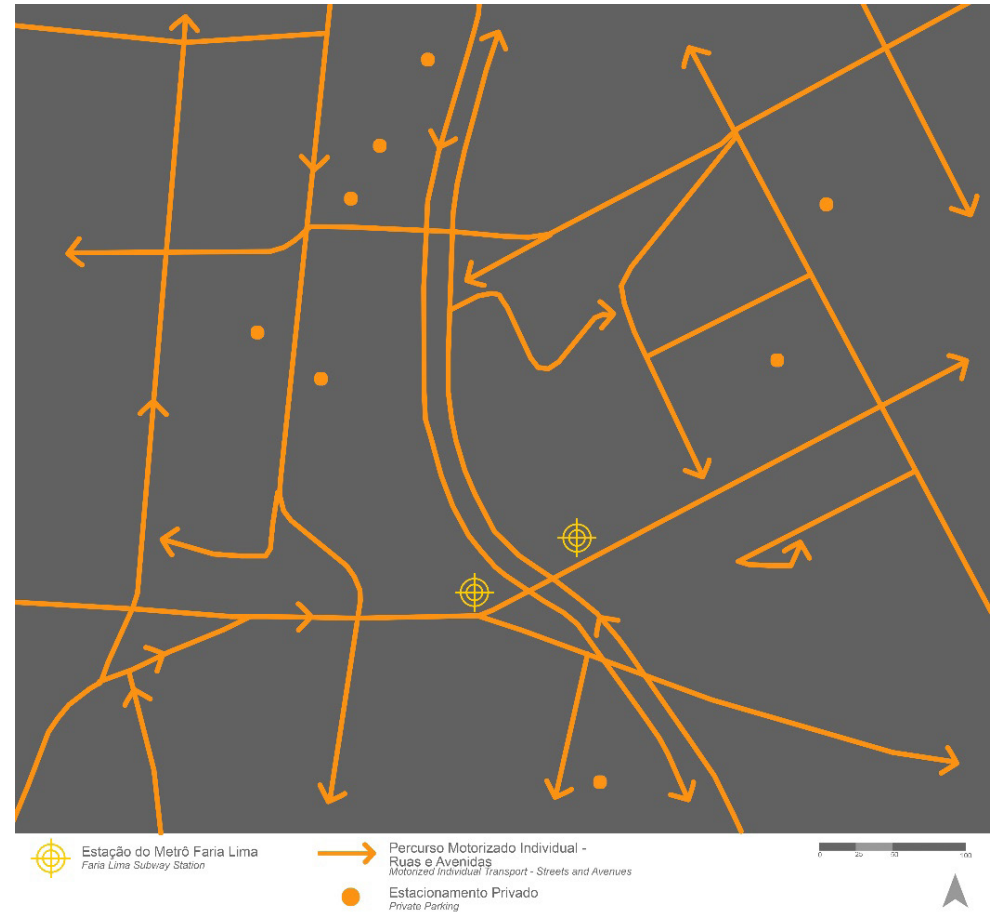 Estação do Metrô Faria Lima
Faria Lima Subway Station
Percurso Motorizado Individual -
Ruas e Avenidas
Motorized Individual Transport - Streets and Avenues
Estacionamento Privado
Private Parking
0 25 50 100